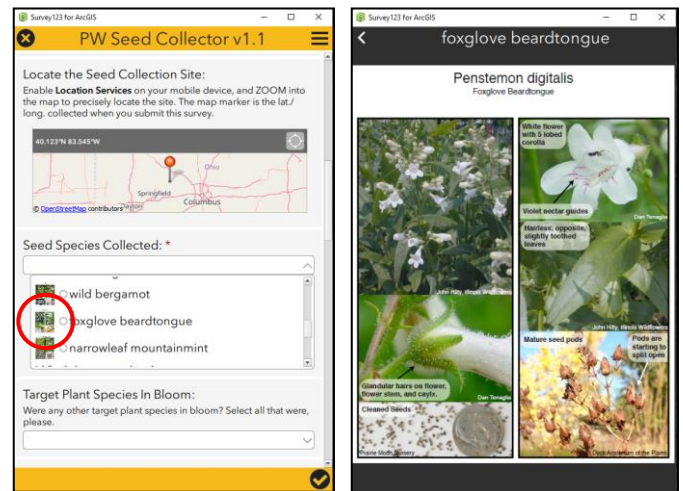 Survey123 for ArcGIS
PW Seed Collector v1.1
Locate the Seed Collection Site:
Enable Location Services on your mobile device, and ZOOM into
the map to precisely locate the site. The map marker is the lat./
long. collected when you submit this survey.
40.123°N 83.545°W
Ohio
Springfield
Columbus
Dayton
© OpenStreetMap contributors
Seed Species Collected: *
wild bergamot
foxglove beardtongue
narrowleaf mountainmint
Target Plant Species In Bloom:
Were any other target plant species in bloom? Select all that were,
please.
Survey123 for ArcGIS
foxglove beardtongue
Penstemon digitalis
Foxglove Beardtongue
John Hilty, Illinois Wildflowers
Glandular hairs on flower,
flower stem, and caylx.
Dan Tenaglia
Cleaned Seeds
Prairie Moon Nursery
White flower
with 5 lobed
corolla
Violet nectar guides
Dan Tenaglia
Hairless, opposite,
slightly toothed
leaves
John Hilty, Illinois Wildflowers
Mature seed pods
Pods are
starting to
split open